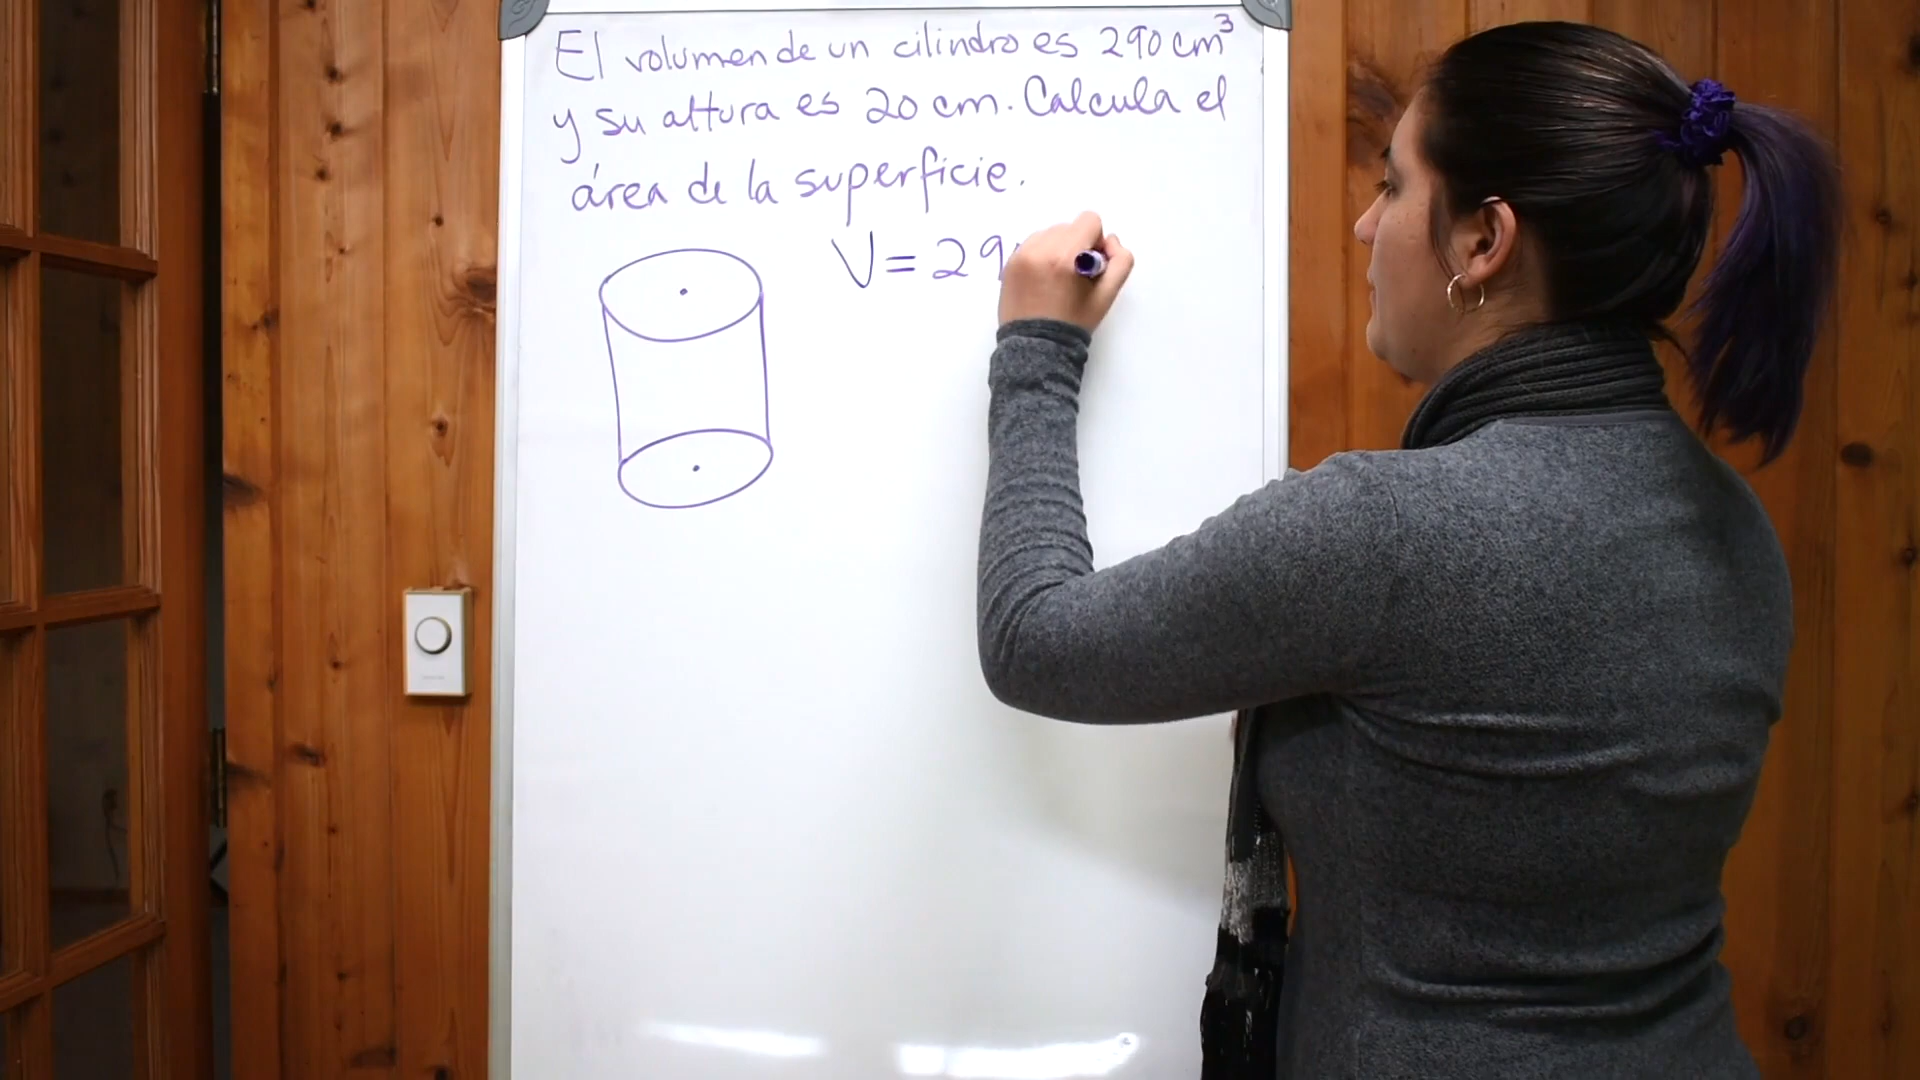 El volumen de un cilindro es 290 cm³
y su altura es 20 cm. Calcula el
área de la superficie.
V = 29